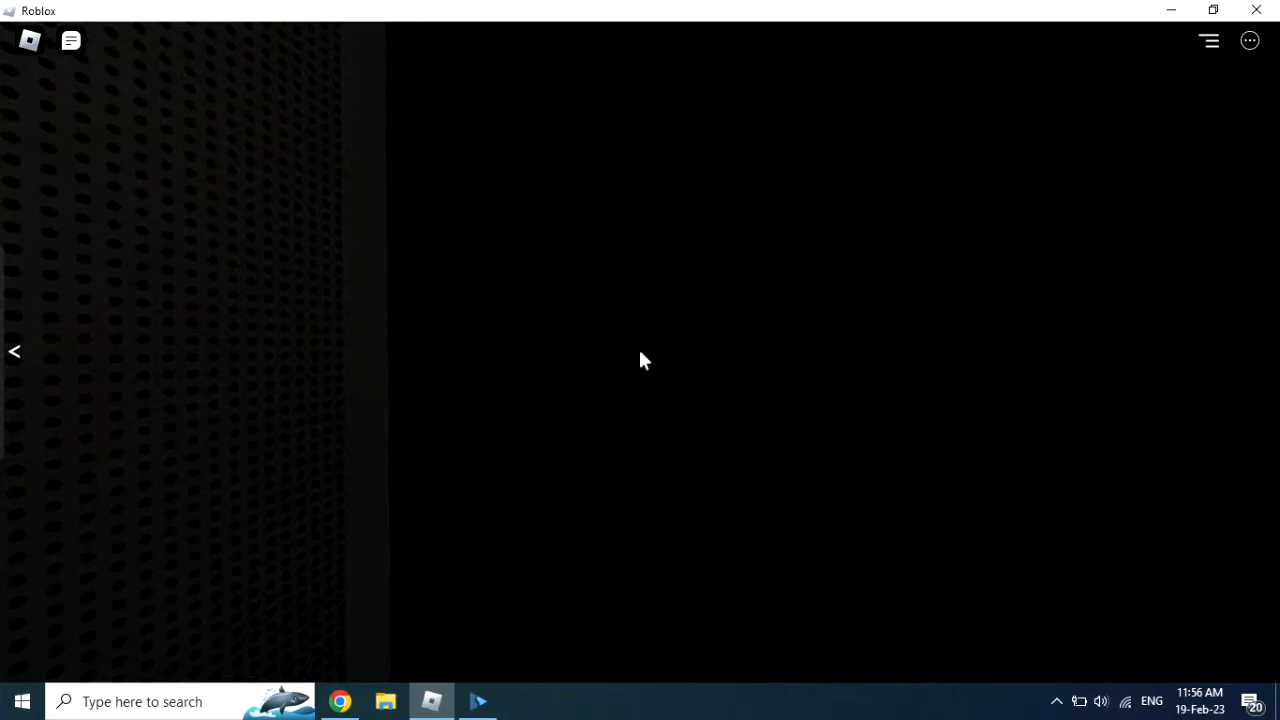 Roblox
<
Type here to search
ENG
11:56 AM
19-Feb-23
20